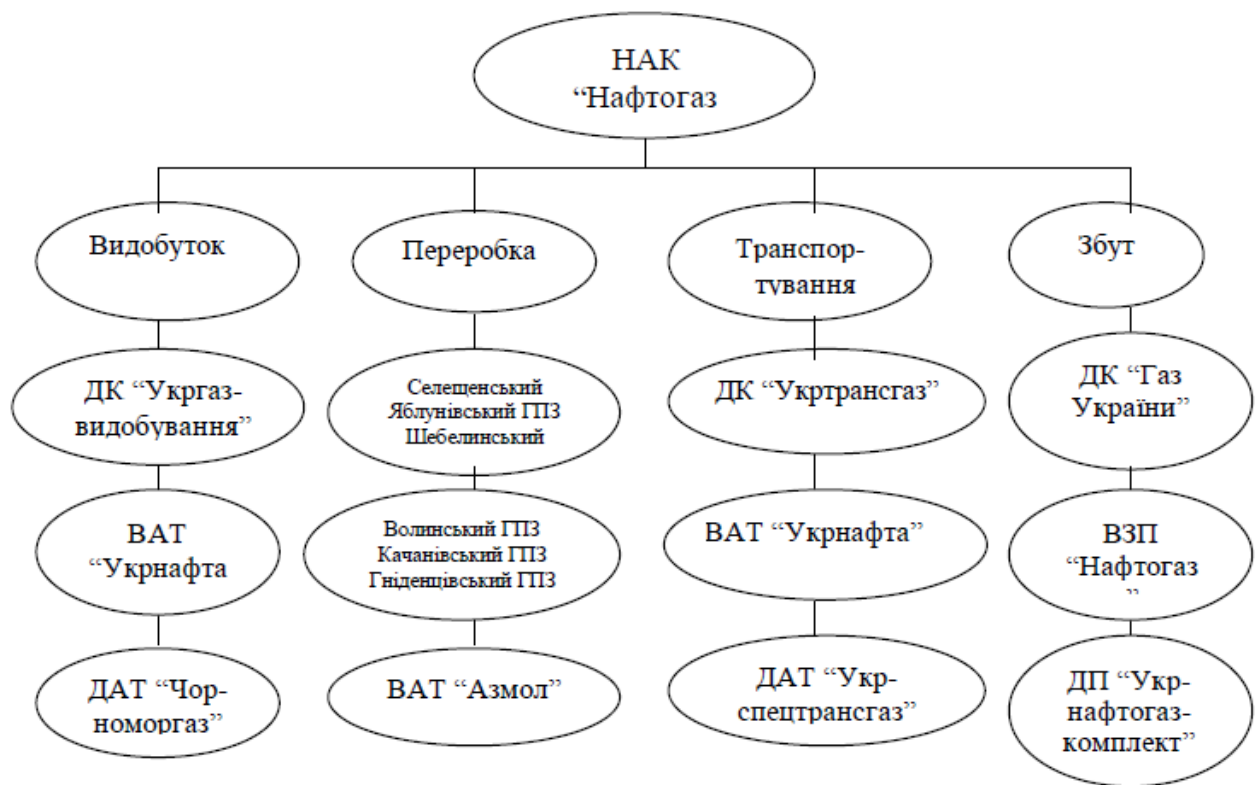 НАК
“Нафтогаз
Видобуток
Переробка
Транспор-
тування
Збут
ДК “Укргаз-
видобування”
Селещенський
Яблунівський ГПЗ
Шебелинський
ДК “Укртрансгаз”
ДК “Газ
України”
ВАТ
“Укрнафта
Волинський ГПЗ
Качанівський ГПЗ
Гніденцівський ГПЗ
ВАТ “Укрнафта”
ВЗП
“Нафтогаз
”
ДАТ “Чор-
номоргаз”
ВАТ “Азмол”
ДАТ “Укр-
спецтрансгаз”
ДП “Укр-
нафтогаз-
комплект”